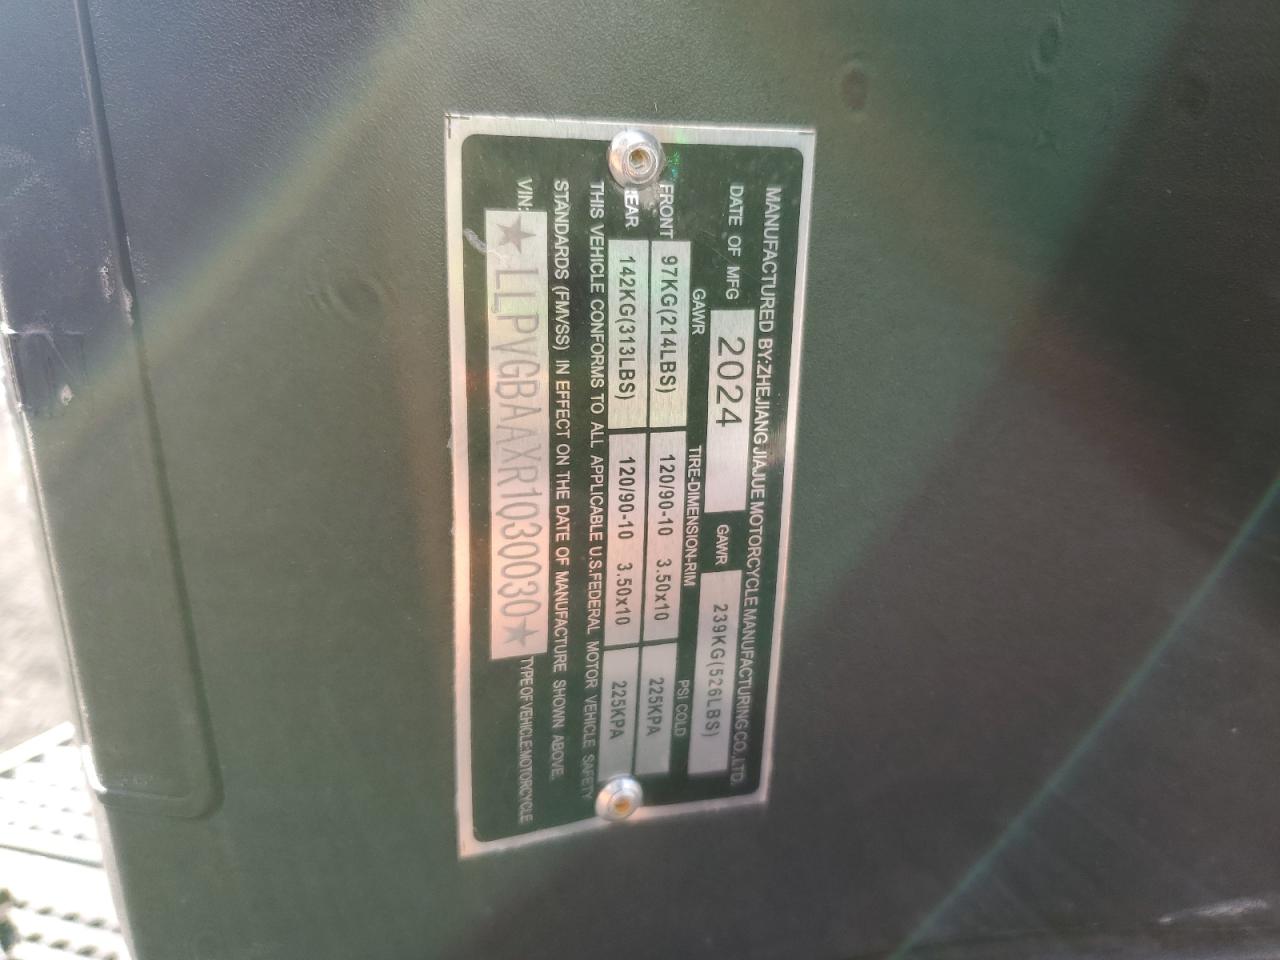 MANUFACTURED BY:ZHEJIANG JIAJUE MOTORCYCLE MANUFACTURING CO.,LTD.
DATE OF MFG 2024 GAWR 239KG(526LBS)
GAWR TIRE-DIMENSION-RIM PSI COLD
FRONT 97KG(214LBS) 120/90-10 3.50x10 225KPA
REAR 142KG(313LBS) 120/90-10 3.50x10 225KPA
THIS VEHICLE CONFORMS TO ALL APPLICABLE U.S.FEDERAL MOTOR VEHICLE SAFETY
STANDARDS (FMVSS) IN EFFECT ON THE DATE OF MANUFACTURE SHOWN ABOVE.
VIN: ★LLPVGBAAXR1030030★ TYPE OF VEHICLE:MOTORCYCLE